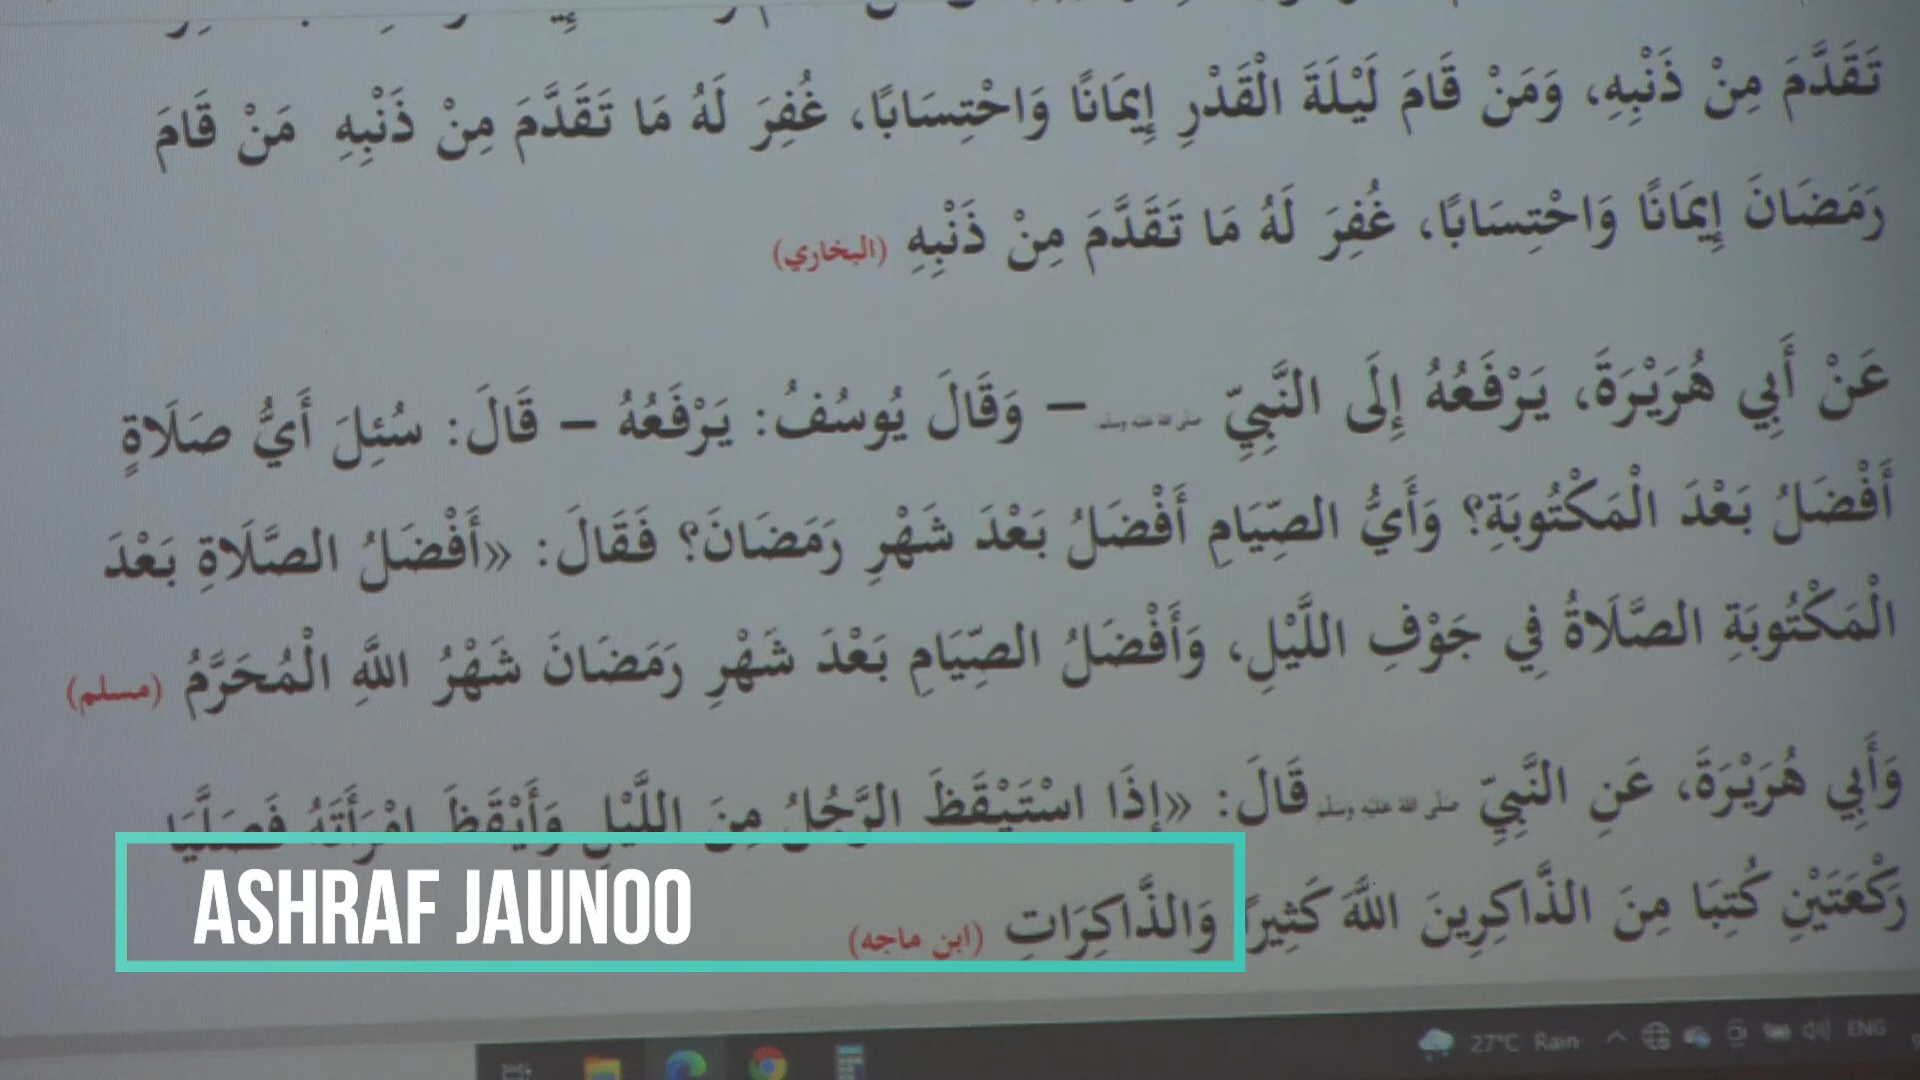 تَقَدَّمَ مِنْ ذَنْبِهِ، وَمَنْ قَامَ لَيْلَةَ الْقَدْرِ إِيمَانًا وَاحْتِسَابًا، غُفِرَ لَهُ مَا تَقَدَّمَ مِنْ ذَنْبِهِ مَنْ قَامَ
رَمَضَانَ إِيمَانًا وَاحْتِسَابًا، غُفِرَ لَهُ مَا تَقَدَّمَ مِنْ ذَنْبِهِ (البخاري)
عَنْ أَبِي هُرَيْرَةَ، يَرْفَعُهُ إِلَى النَّبِيِّ صلى الله عليه وسلم – وَقَالَ يُوسُفُ: يَرْفَعُهُ – قَالَ: سُئِلَ أَيُّ صَلَاةٍ
أَفْضَلُ بَعْدَ الْمَكْتُوبَةِ؟ وَأَيُّ الصِّيَامِ أَفْضَلُ بَعْدَ شَهْرِ رَمَضَانَ؟ فَقَالَ: «أَفْضَلُ الصَّلَاةِ بَعْدَ
الْمَكْتُوبَةِ الصَّلَاةُ فِي جَوْفِ اللَّيْلِ، وَأَفْضَلُ الصِّيَامِ بَعْدَ شَهْرِ رَمَضَانَ شَهْرُ اللَّهِ الْمُحَرَّمُ (مسلم)
وَأَبِي هُرَيْرَةَ، عَنِ النَّبِيِّ صلى الله عليه وسلم قَالَ: «إِذَا اسْتَيْقَظَ الرَّجُلُ مِنَ اللَّيْلِ وَأَيْقَظَ امْرَأَتَهُ فَصَلَّيَا
رَكْعَتَيْنِ كُتِبَا مِنَ الذَّاكِرِينَ اللَّهَ كَثِيرًا وَالذَّاكِرَاتِ (ابن ماجه)
ASHRAF JAUNOO
27°C Rain ENG